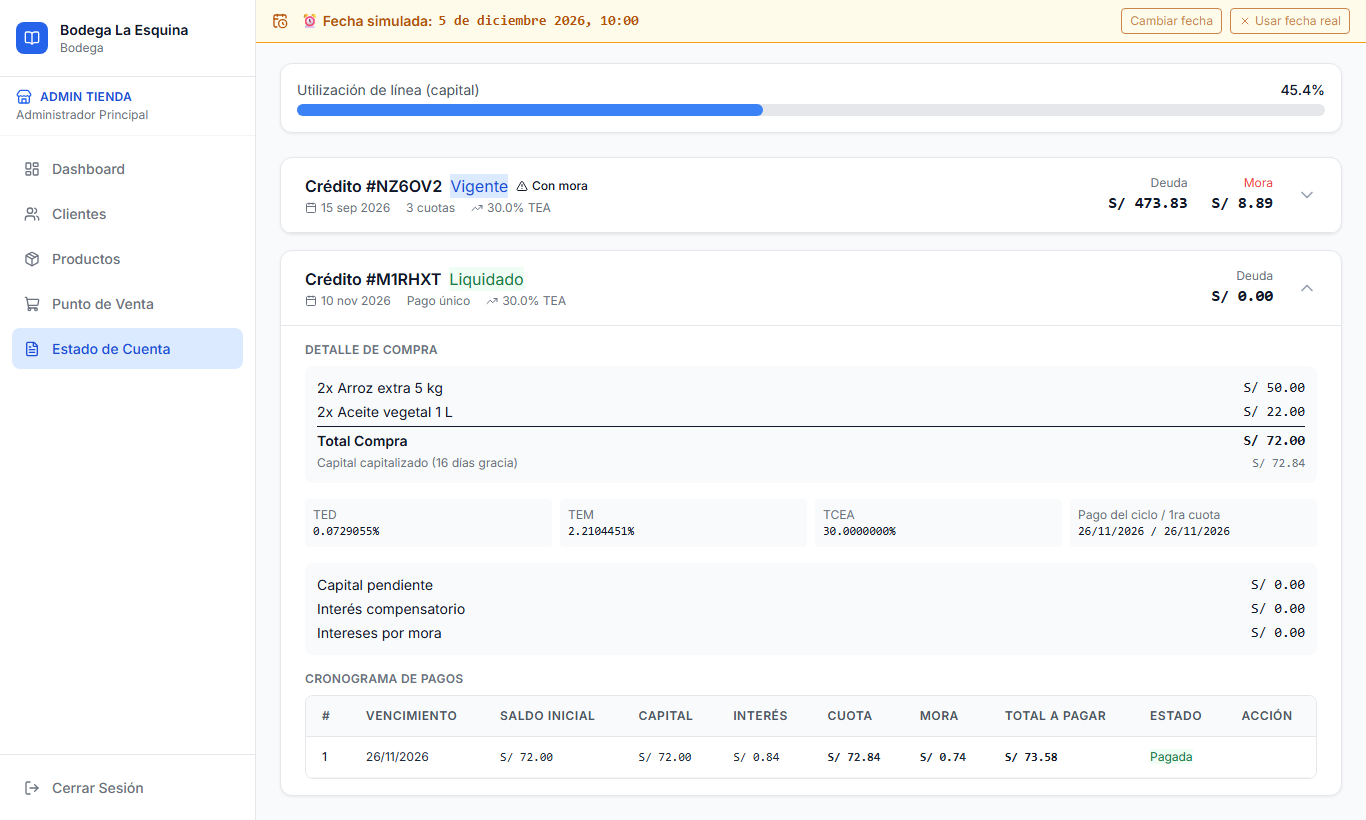 Bodega La Esquina
Bodega
ADMIN TIENDA
Administrador Principal
Dashboard
Clientes
Productos
Punto de Venta
Estado de Cuenta
Cerrar Sesión
⏰ Fecha simulada: 5 de diciembre 2026, 10:00
Cambiar fecha
× Usar fecha real
Utilización de línea (capital) 45.4%
Crédito #NZ6OV2 Vigente Con mora
15 sep 2026 3 cuotas 30.0% TEA
Deuda Mora
S/ 473.83 S/ 8.89
Crédito #M1RHXT Liquidado
10 nov 2026 Pago único 30.0% TEA
Deuda
S/ 0.00
DETALLE DE COMPRA
2x Arroz extra 5 kg S/ 50.00
2x Aceite vegetal 1 L S/ 22.00
Total Compra S/ 72.00
Capital capitalizado (16 días gracia) S/ 72.84
TED TEM TCEA Pago del ciclo / 1ra cuota
0.0729055% 2.2104451% 30.0000000% 26/11/2026 / 26/11/2026
Capital pendiente S/ 0.00
Interés compensatorio S/ 0.00
Intereses por mora S/ 0.00
CRONOGRAMA DE PAGOS
# VENCIMIENTO SALDO INICIAL CAPITAL INTERÉS CUOTA MORA TOTAL A PAGAR ESTADO ACCIÓN
1 26/11/2026 S/ 72.00 S/ 72.00 S/ 0.84 S/ 72.84 S/ 0.74 S/ 73.58 Pagada